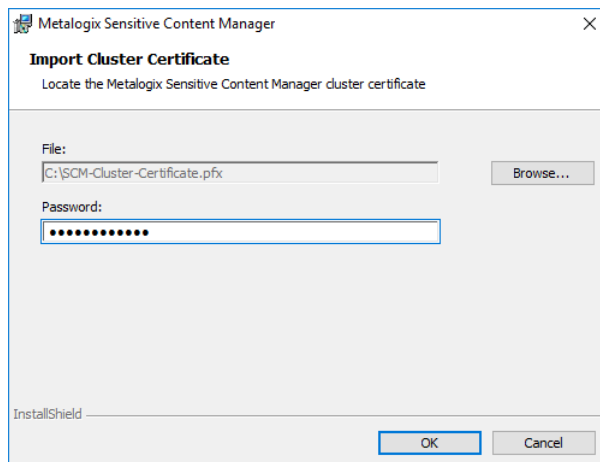 Metalogix Sensitive Content Manager
Import Cluster Certificate
Locate the Metalogix Sensitive Content Manager cluster certificate
File:
C:\SCM-Cluster-Certificate.pfx
Browse...
Password:
●●●●●●●●●●●●
InstallShield
OK
Cancel